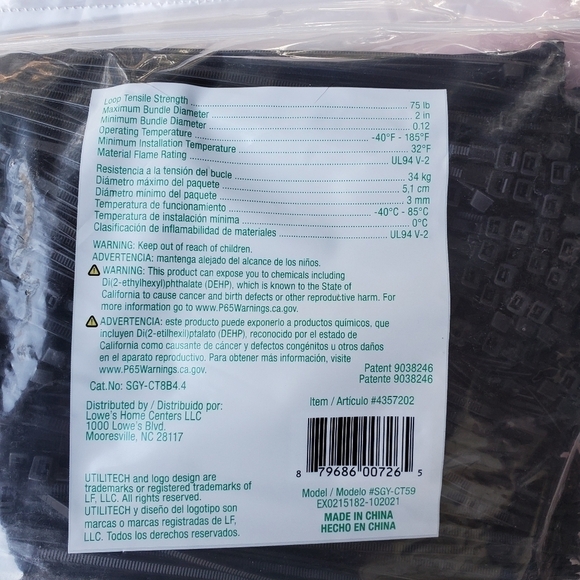 Loop Tensile Strength ........ 75 lb
Maximum Bundle Diameter ........ 2 in
Minimum Bundle Diameter ........ 0.12
Operating Temperature ........ -40°F - 185°F
Minimum Installation Temperature ........ 32°F
Material Flame Rating ........ UL94 V-2
Resistencia a la tensión del bucle ........ 34 kg
Diámetro máximo del paquete ........ 5,1 cm
Diámetro mínimo del paquete ........ 3 mm
Temperatura de funcionamiento ........ -40°C - 85°C
Temperatura de instalación mínima ........ 0°C
Clasificación de inflamabilidad de materiales ........ UL94 V-2
WARNING: Keep out of reach of children.
ADVERTENCIA: mantenga alejado del alcance de los niños.
WARNING: This product can expose you to chemicals including
Di(2-ethylhexyl)phthalate (DEHP), which is known to the State of
California to cause cancer and birth defects or other reproductive harm. For
more information go to www.P65Warnings.ca.gov.
ADVERTENCIA: este producto puede exponerlo a productos químicos, que
incluyen Di(2-etilhexil)ptalato (DEHP), reconocido en el estado de
California como causante de cáncer y defectos congénitos u otros daños
en el aparato reproductivo. Para obtener más información, visite
www.P65Warnings.ca.gov.
Patent 9038246
Patente 9038246
Cat.No: SGY-CT8B4.4
Distributed by / Distribuido por:
Lowe's Home Centers LLC
1000 Lowe's Blvd.
Mooresville, NC 28117
Item / Artículo #4357202
8 79686 00726 5
Model / Modelo #SGY-CT59
EX0215182-102021
MADE IN CHINA
HECHO EN CHINA
UTILITECH and logo design are
trademarks or registered trademarks of
LF, LLC. All rights reserved.
UTILITECH y diseño del logotipo son
marcas o marcas registradas de LF,
LLC. Todos los derechos reservados.